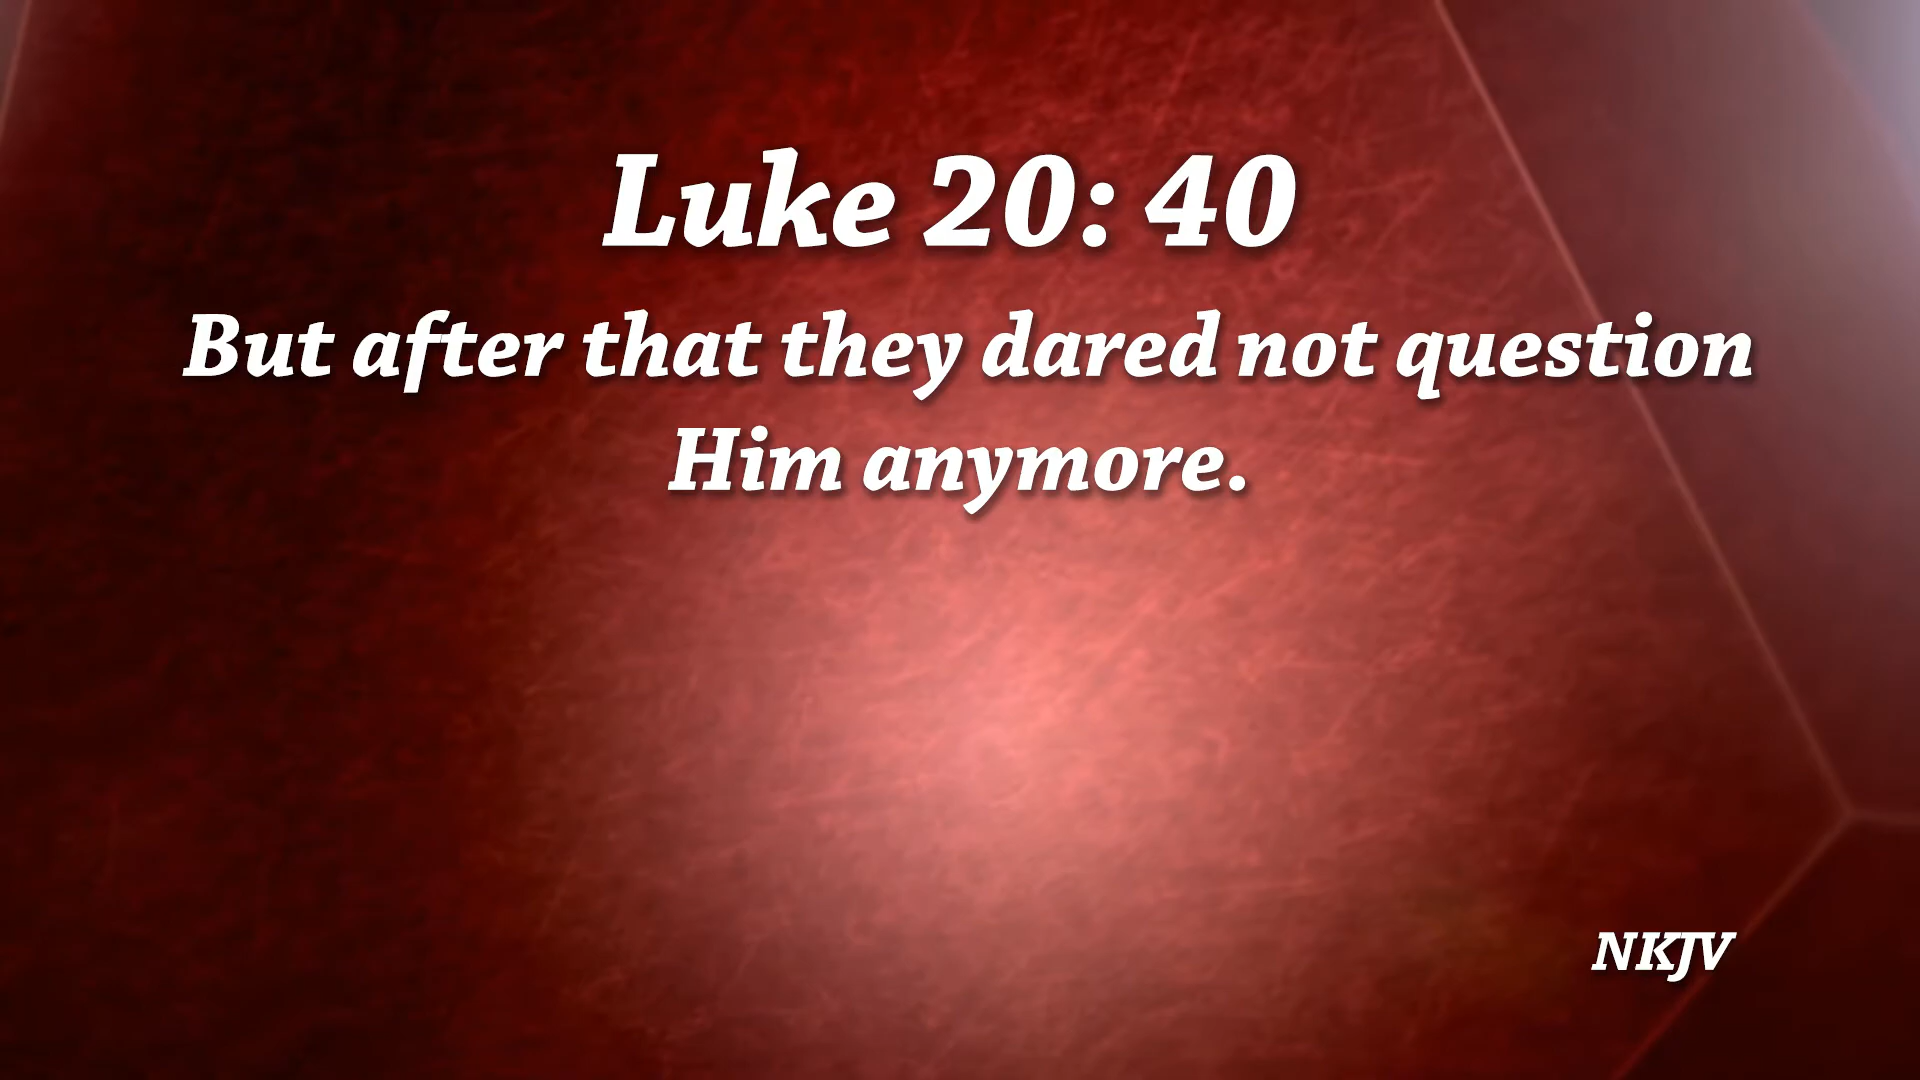 Luke 20: 40
But after that they dared not question
Him anymore.
NKJV